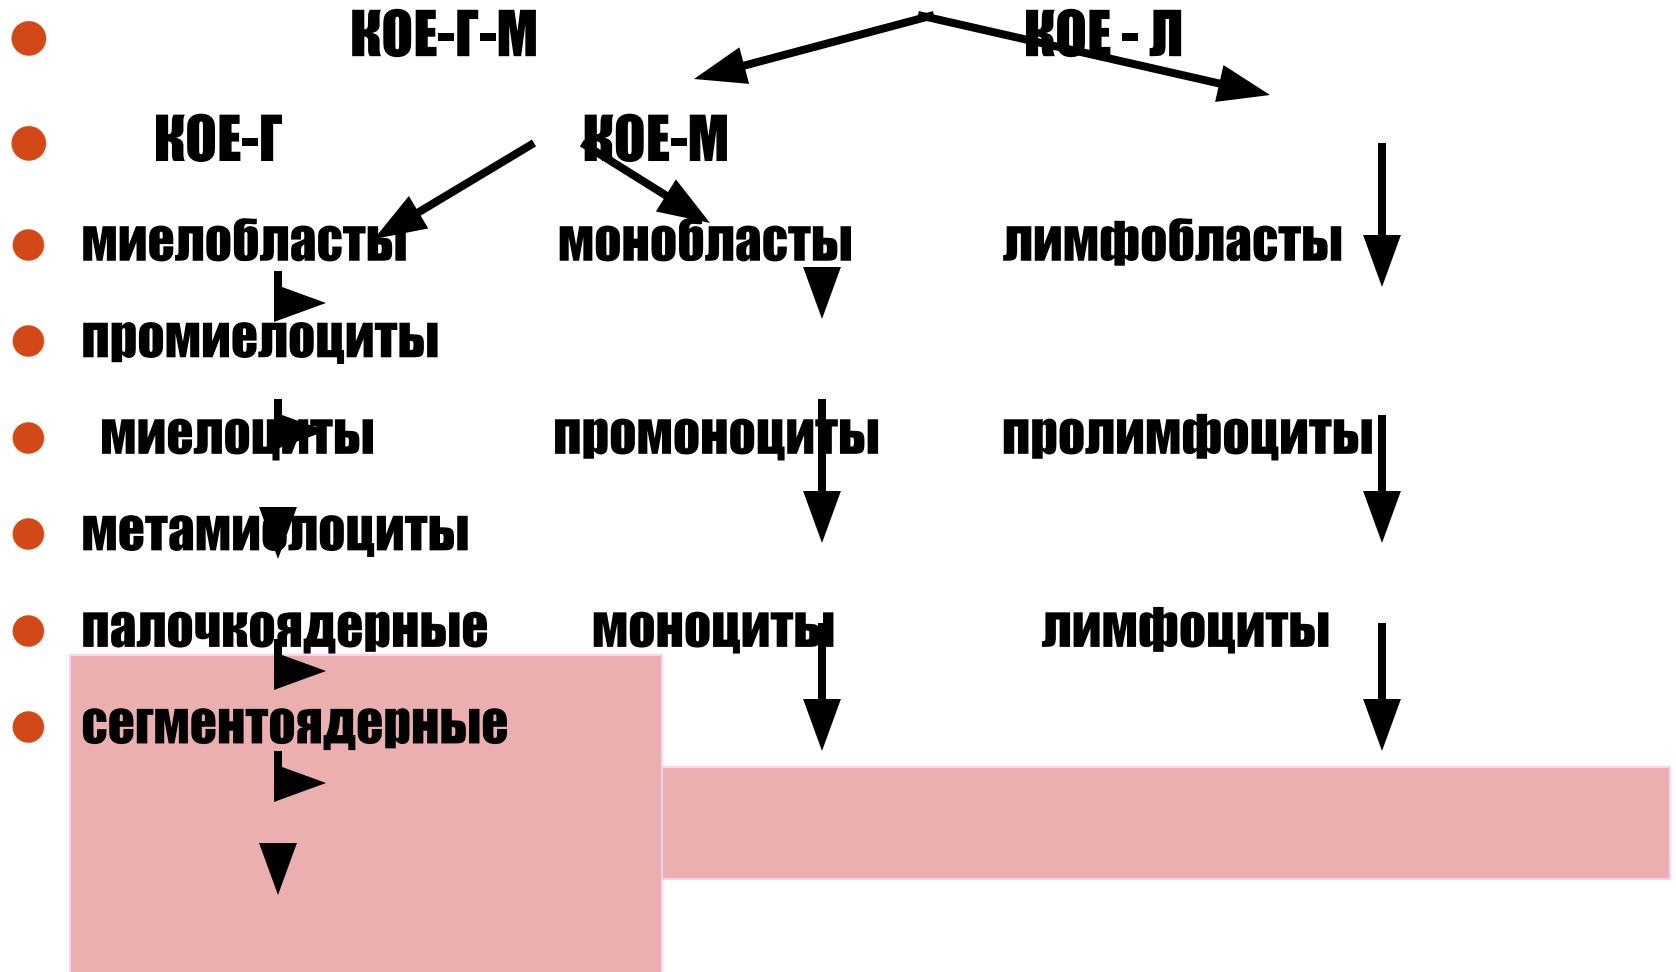 КОЕ-Г-М КОЕ - Л
КОЕ-Г КОЕ-М
миелобласты монобласты лимфобласты
промиелоциты
миелоциты промоноциты пролимфоциты
метамиелоциты
палочкоядерные моноциты лимфоциты
сегментоядерные